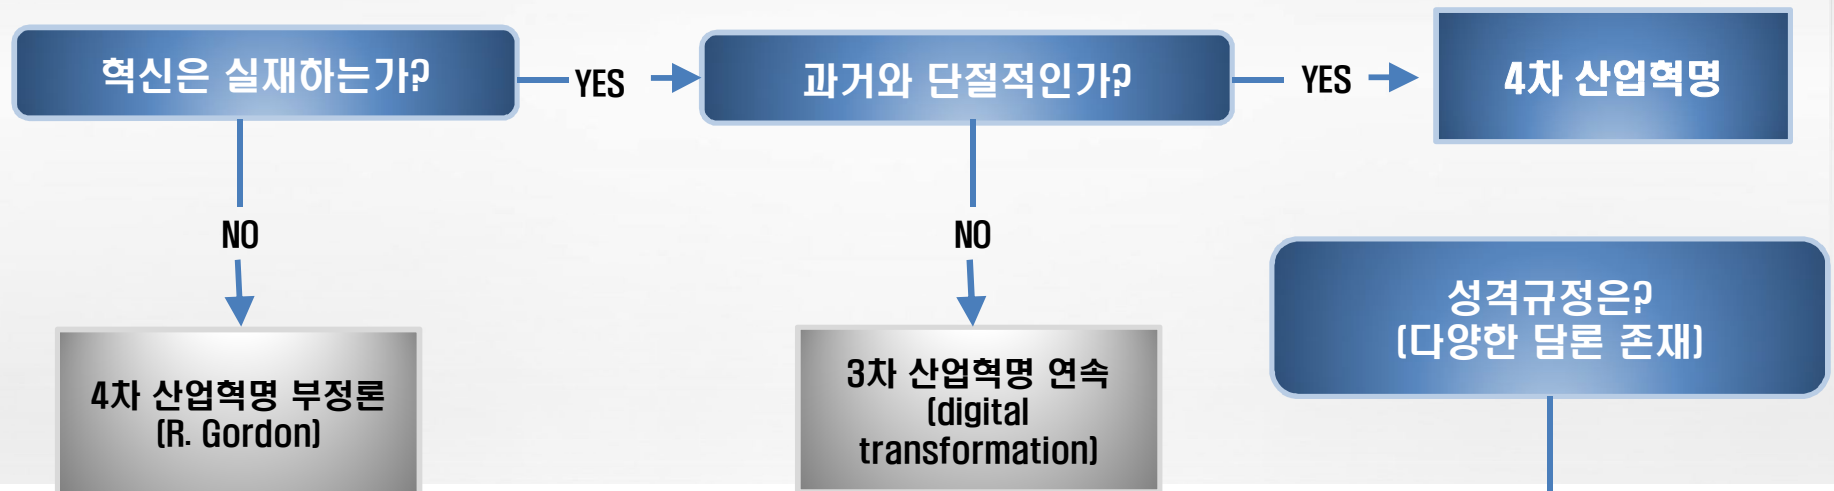 혁신은 실재하는가?
YES
과거와 단절적인가?
YES
4차 산업혁명
NO
NO
성격규정은?
(다양한 담론 존재)
4차 산업혁명 부정론
(R. Gordon)
3차 산업혁명 연속
(digital
transformation)